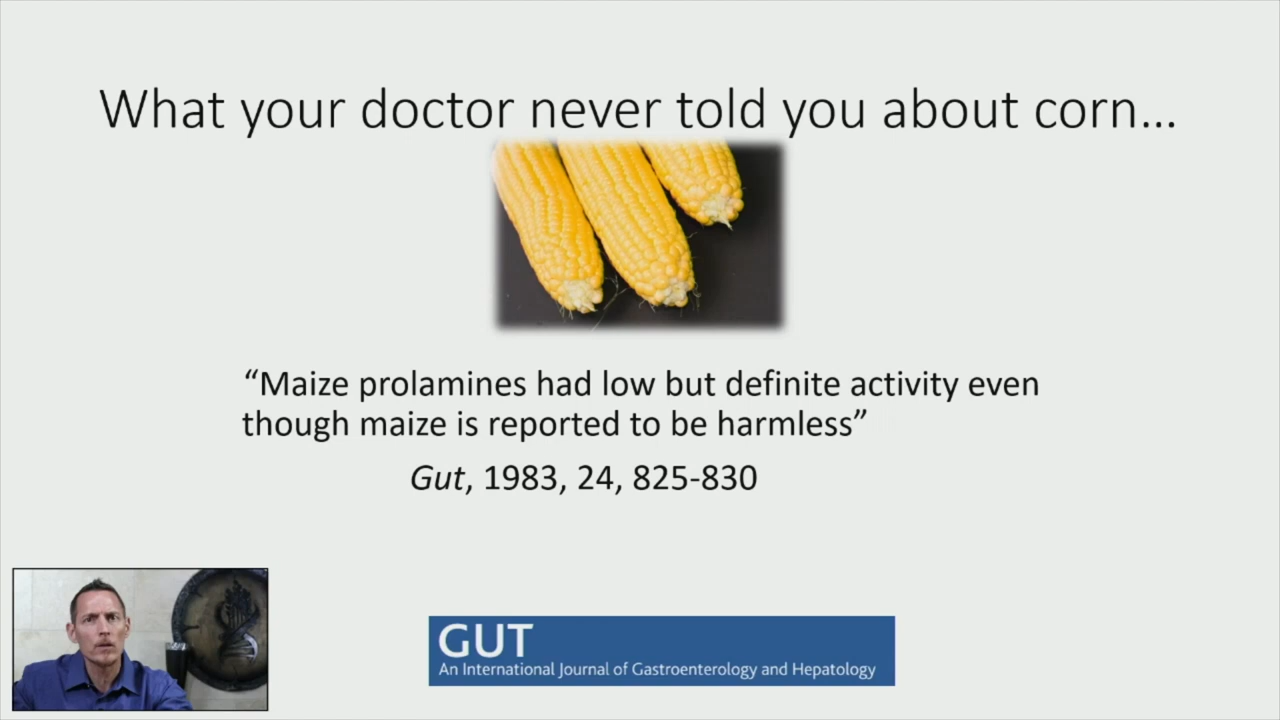 What your doctor never told you about corn...
“Maize prolamines had low but definite activity even
though maize is reported to be harmless”
Gut, 1983, 24, 825-830
GUT
An International Journal of Gastroenterology and Hepatology